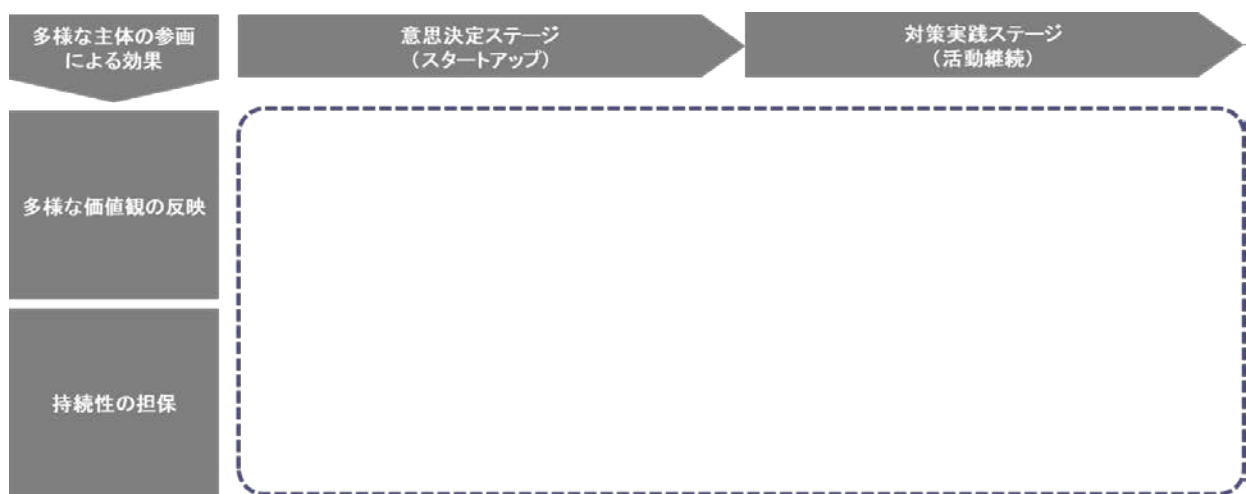 多様な主体の参画
による効果
意思決定ステージ
（スタートアップ）
対策実践ステージ
（活動継続）
多様な価値観の反映
持続性の担保